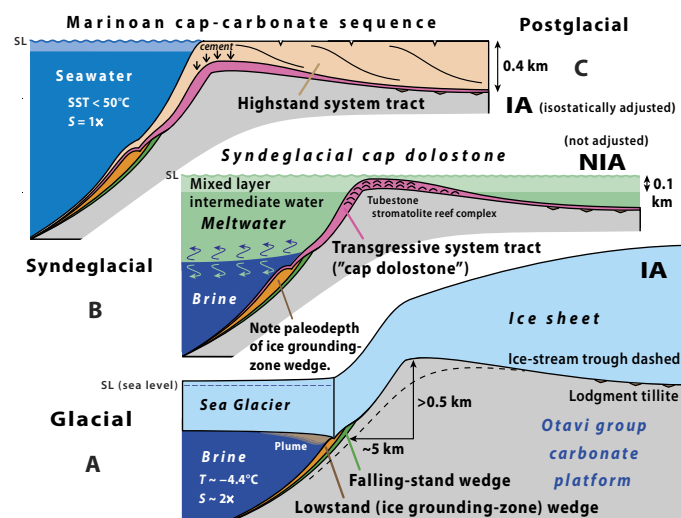 Marinoan cap-carbonate sequence
Postglacial
SL
cement
C
0.4 km
Seawater
SST < 50°C
S = 1x
Highstand system tract
IA (isostatically adjusted)
(not adjusted)
Syndeglacial cap dolostone
NIA
SL
Mixed layer
intermediate water
Meltwater
0.1
km
Tubestone
stromatolite reef complex
Transgressive system tract
("cap dolostone")
Syndeglacial
B
Brine
Note paleodepth
of ice grounding-
zone wedge.
IA
Ice sheet
Ice-stream trough dashed
SL (sea level)
Lodgment tillite
Sea Glacier
>0.5 km
Glacial
A
Plume
~5 km
Brine
T ~ −4.4°C
S ~ 2x
Otavi group
carbonate
platform
Falling-stand wedge
Lowstand (ice grounding-zone) wedge